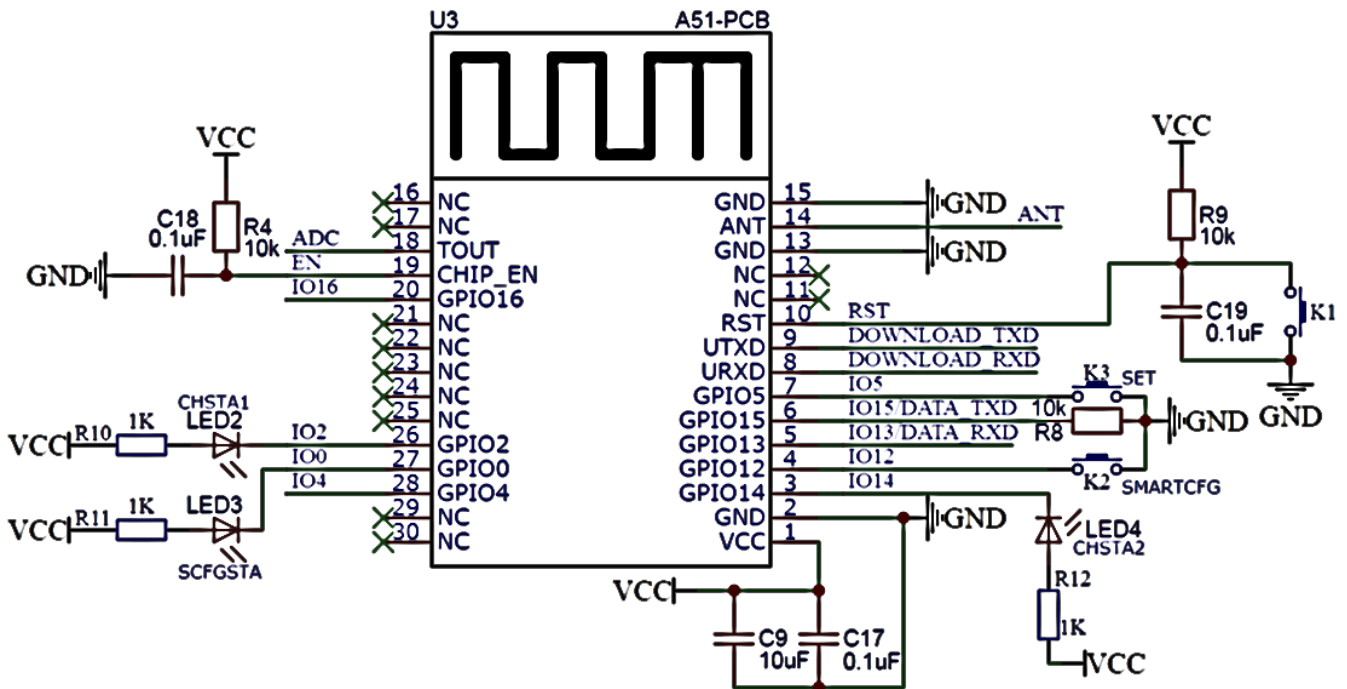 U3 A51-PCB
VCC
C18
0.1uF
R4
10k
GND
ADC
EN
IO16
16 NC
17 NC
18 TOUT
19 CHIP_EN
20 GPIO16
21 NC
22 NC
23 NC
24 NC
25 NC
26 GPIO2
27 GPIO0
28 GPIO4
29 NC
30 NC
CHSTA1
VCC R10 1K LED2 IO2
IO0
IO4
VCC R11 1K LED3
SCFGSTA
GND 15 GND
ANT 14 ANT
GND 13 GND
NC 12
NC 11
RST 10 RST
UTXD 9 DOWNLOAD_TXD
URXD 8 DOWNLOAD_RXD
GPIO5 7 IO5
GPIO15 6 IO15/DATA_TXD
GPIO13 5 IO13/DATA_RXD
GPIO12 4 IO12
GPIO14 3 IO14
GND 2 GND
VCC 1
VCC
R9
10k
C19
0.1uF
K1
GND
K3 SET
10k
R8
GND
K2 SMARTCFG
LED4
CHSTA2
R12
1K
VCC
VCC
C9
10uF
C17
0.1uF